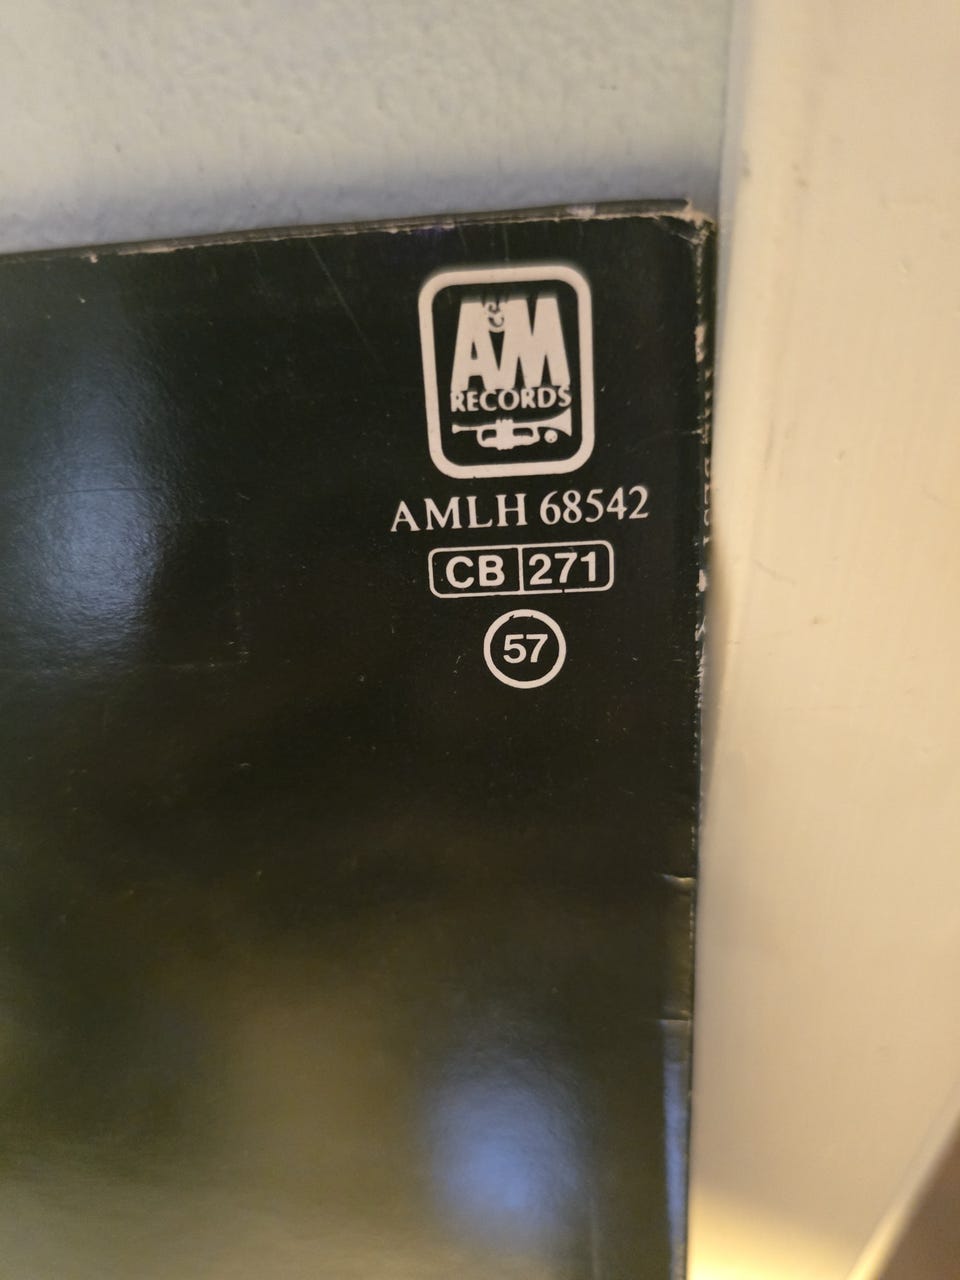 A&M
RECORDS
®
AMLH 68542
CB 271
57